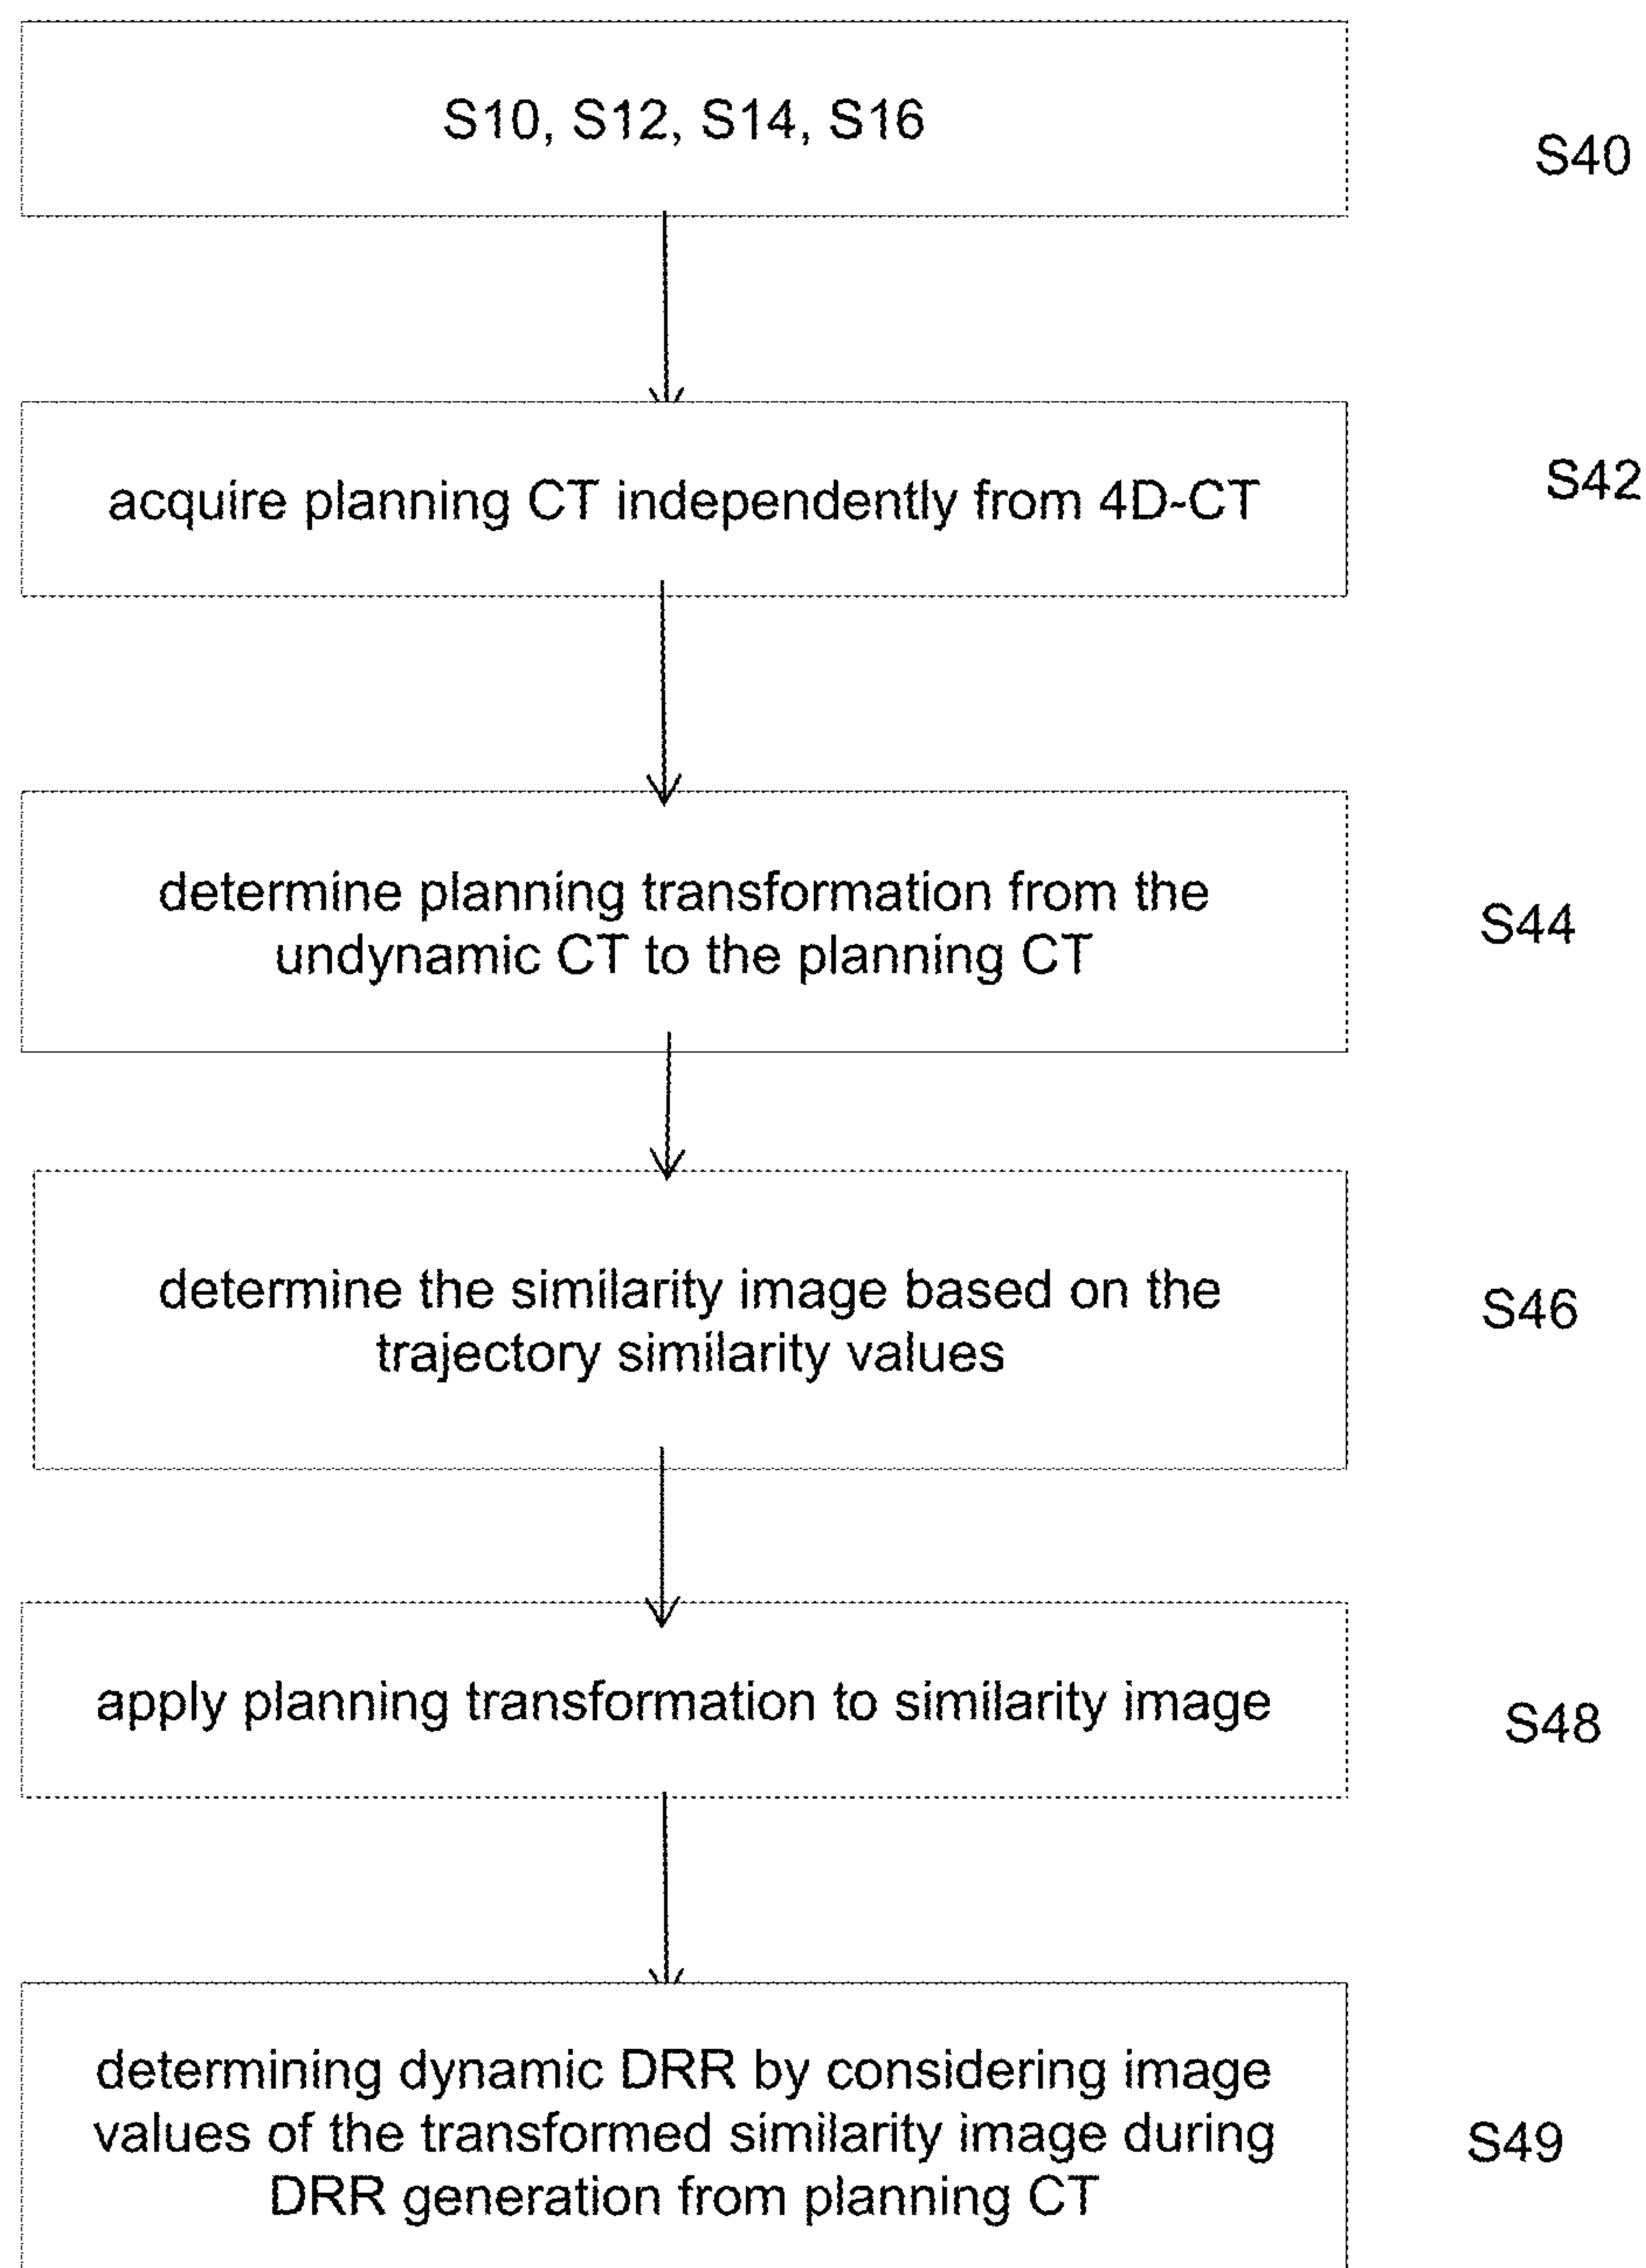 S10, S12, S14, S16
S40
acquire planning CT independently from 4D-CT
S42
determine planning transformation from the
undynamic CT to the planning CT
S44
determine the similarity image based on the
trajectory similarity values
S46
apply planning transformation to similarity image
S48
determining dynamic DRR by considering image
values of the transformed similarity image during
DRR generation from planning CT
S49